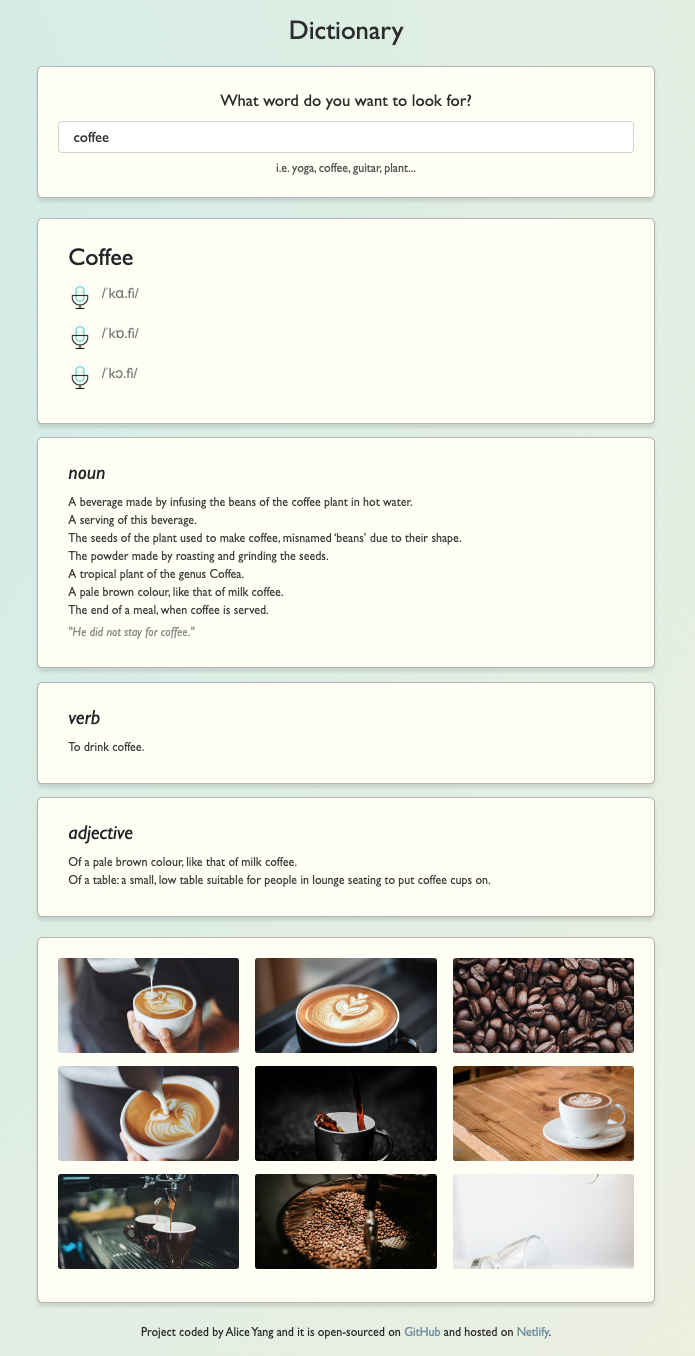 Dictionary
What word do you want to look for?
coffee
i.e. yoga, coffee, guitar, plant...
Coffee
/ˈkɑ.fi/
/ˈkɒ.fi/
/ˈkɔ.fi/
noun
A beverage made by infusing the beans of the coffee plant in hot water.
A serving of this beverage.
The seeds of the plant used to make coffee, misnamed ‘beans’ due to their shape.
The powder made by roasting and grinding the seeds.
A tropical plant of the genus Coffea.
A pale brown colour, like that of milk coffee.
The end of a meal, when coffee is served.
"He did not stay for coffee."
verb
To drink coffee.
adjective
Of a pale brown colour, like that of milk coffee.
Of a table: a small, low table suitable for people in lounge seating to put coffee cups on.
Project coded by Alice Yang and it is open-sourced on GitHub and hosted on Netlify.